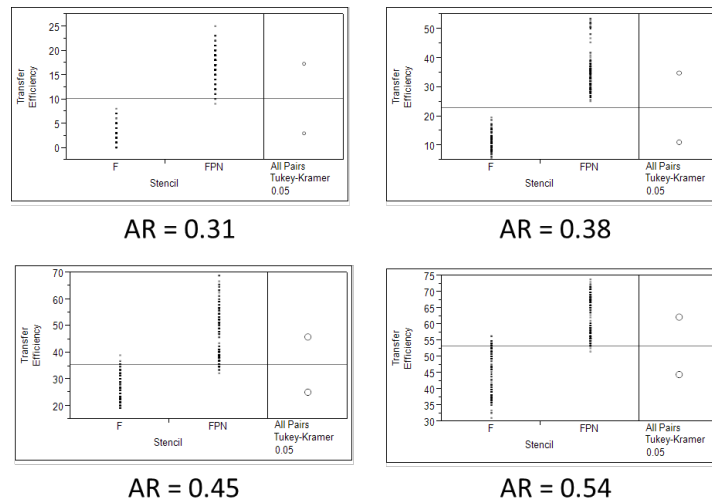 Transfer
Efficiency
25
20
15
10
5
0
F
FPN
Stencil
All Pairs
Tukey-Kramer
0.05
AR = 0.31
Transfer
Efficiency
50
40
30
20
10
F
FPN
Stencil
All Pairs
Tukey-Kramer
0.05
AR = 0.38
Transfer
Efficiency
70
60
50
40
30
20
F
FPN
Stencil
All Pairs
Tukey-Kramer
0.05
AR = 0.45
Transfer
Efficiency
75
70
65
60
55
50
45
40
35
30
F
FPN
Stencil
All Pairs
Tukey-Kramer
0.05
AR = 0.54